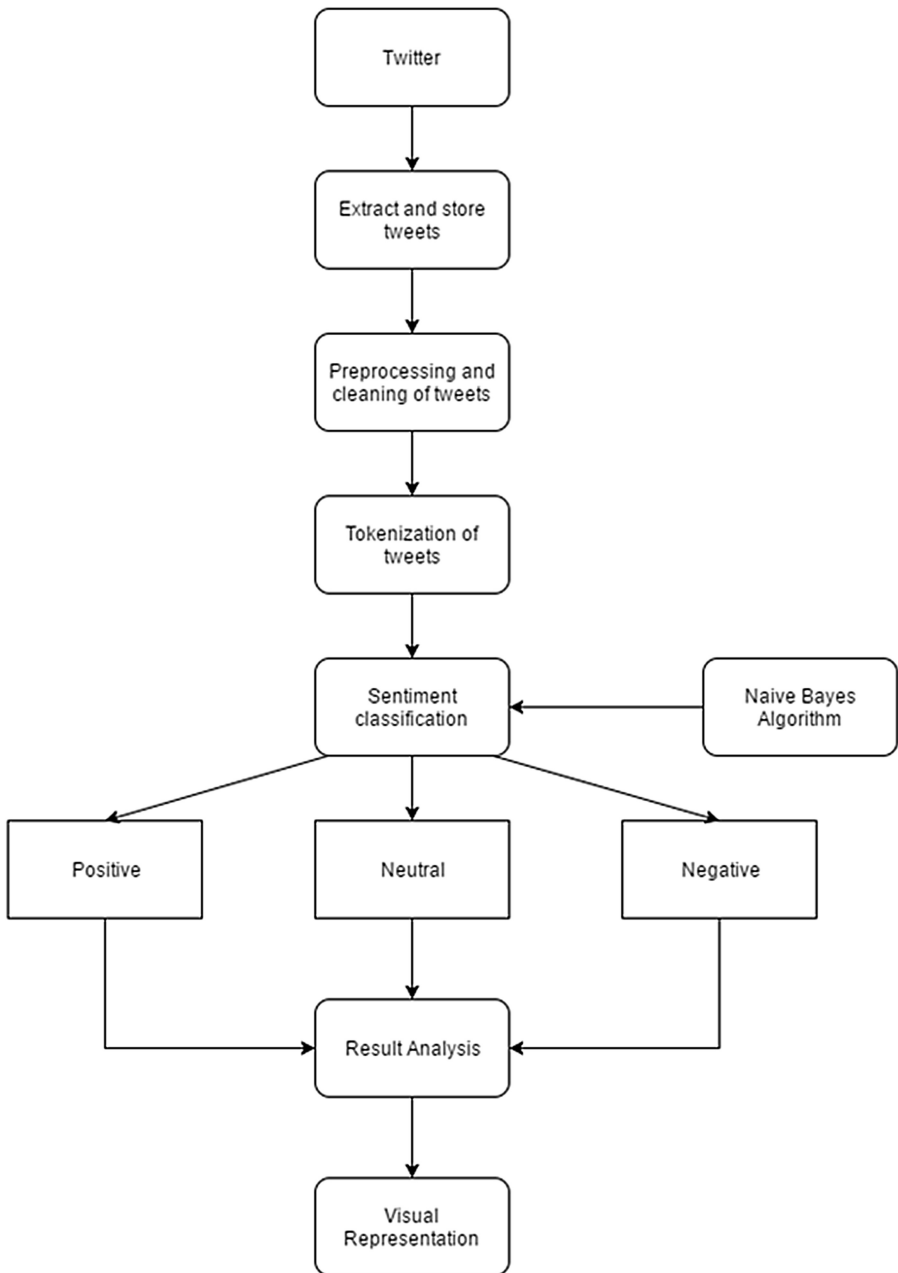 Twitter
Extract and store
tweets
Preprocessing and
cleaning of tweets
Tokenization of
tweets
Sentiment
classification
Naive Bayes
Algorithm
Positive
Neutral
Negative
Result Analysis
Visual
Representation